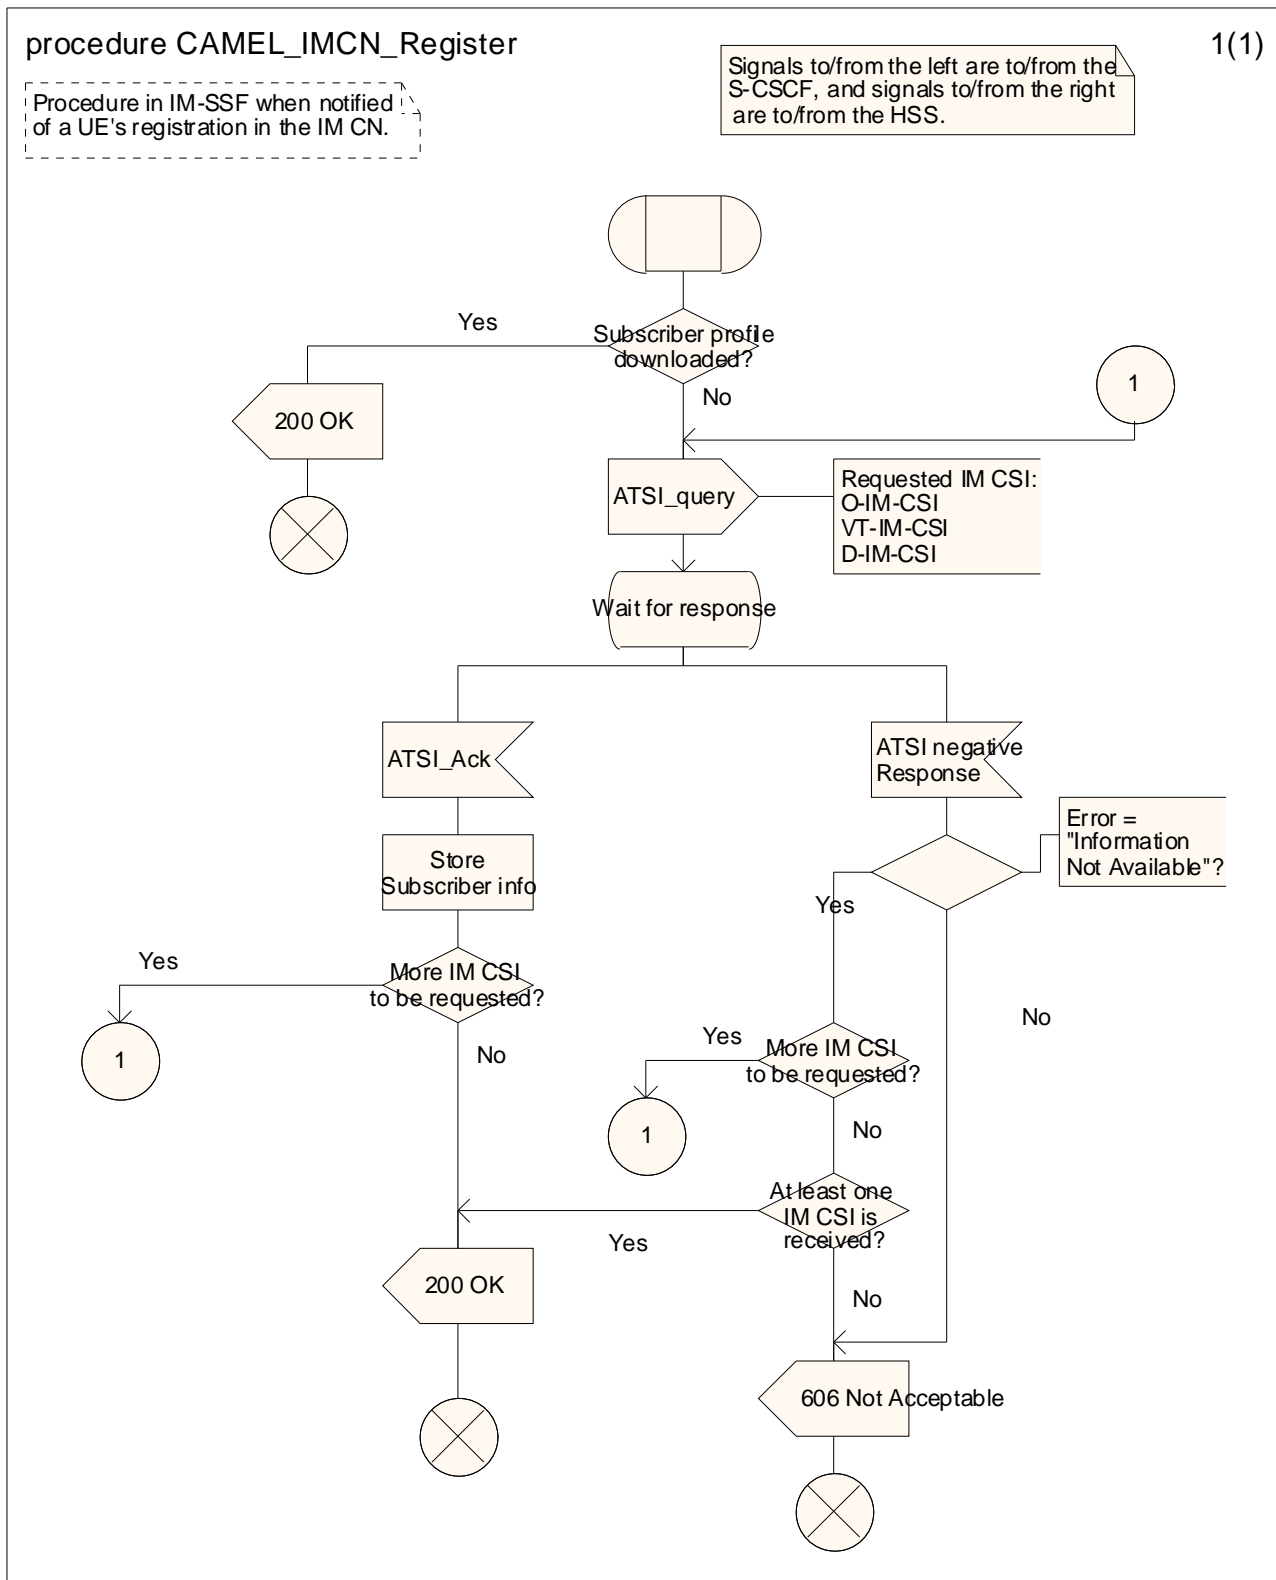 procedure CAMEL_IMCN_Register
1(1)
Procedure in IM-SSF when notified
of a UE's registration in the IM CN.
Signals to/from the left are to/from the
S-CSCF, and signals to/from the right
are to/from the HSS.
Yes
Subscriber profile
downloaded?
No
1
200 OK
ATSI_query
Requested IM CSI:
O-IM-CSI
VT-IM-CSI
D-IM-CSI
Wait for response
ATSI_Ack
ATSI negative
Response
Error =
"Information
Not Available"?
Store
Subscriber info
Yes
Yes
More IM CSI
to be requested?
No
1
No
Yes
More IM CSI
to be requested?
1
No
At least one
IM CSI is
received?
Yes
200 OK
No
606 Not Acceptable